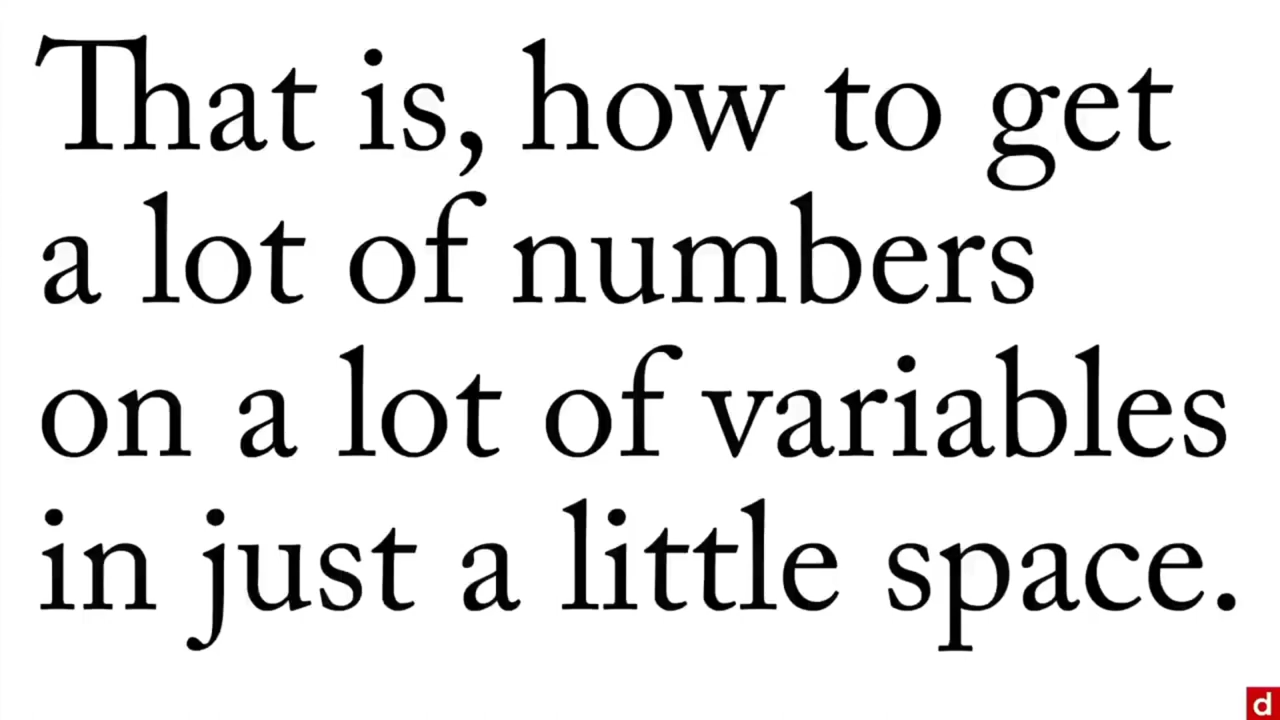 That is, how to get
a lot of numbers
on a lot of variables
in just a little space.
d